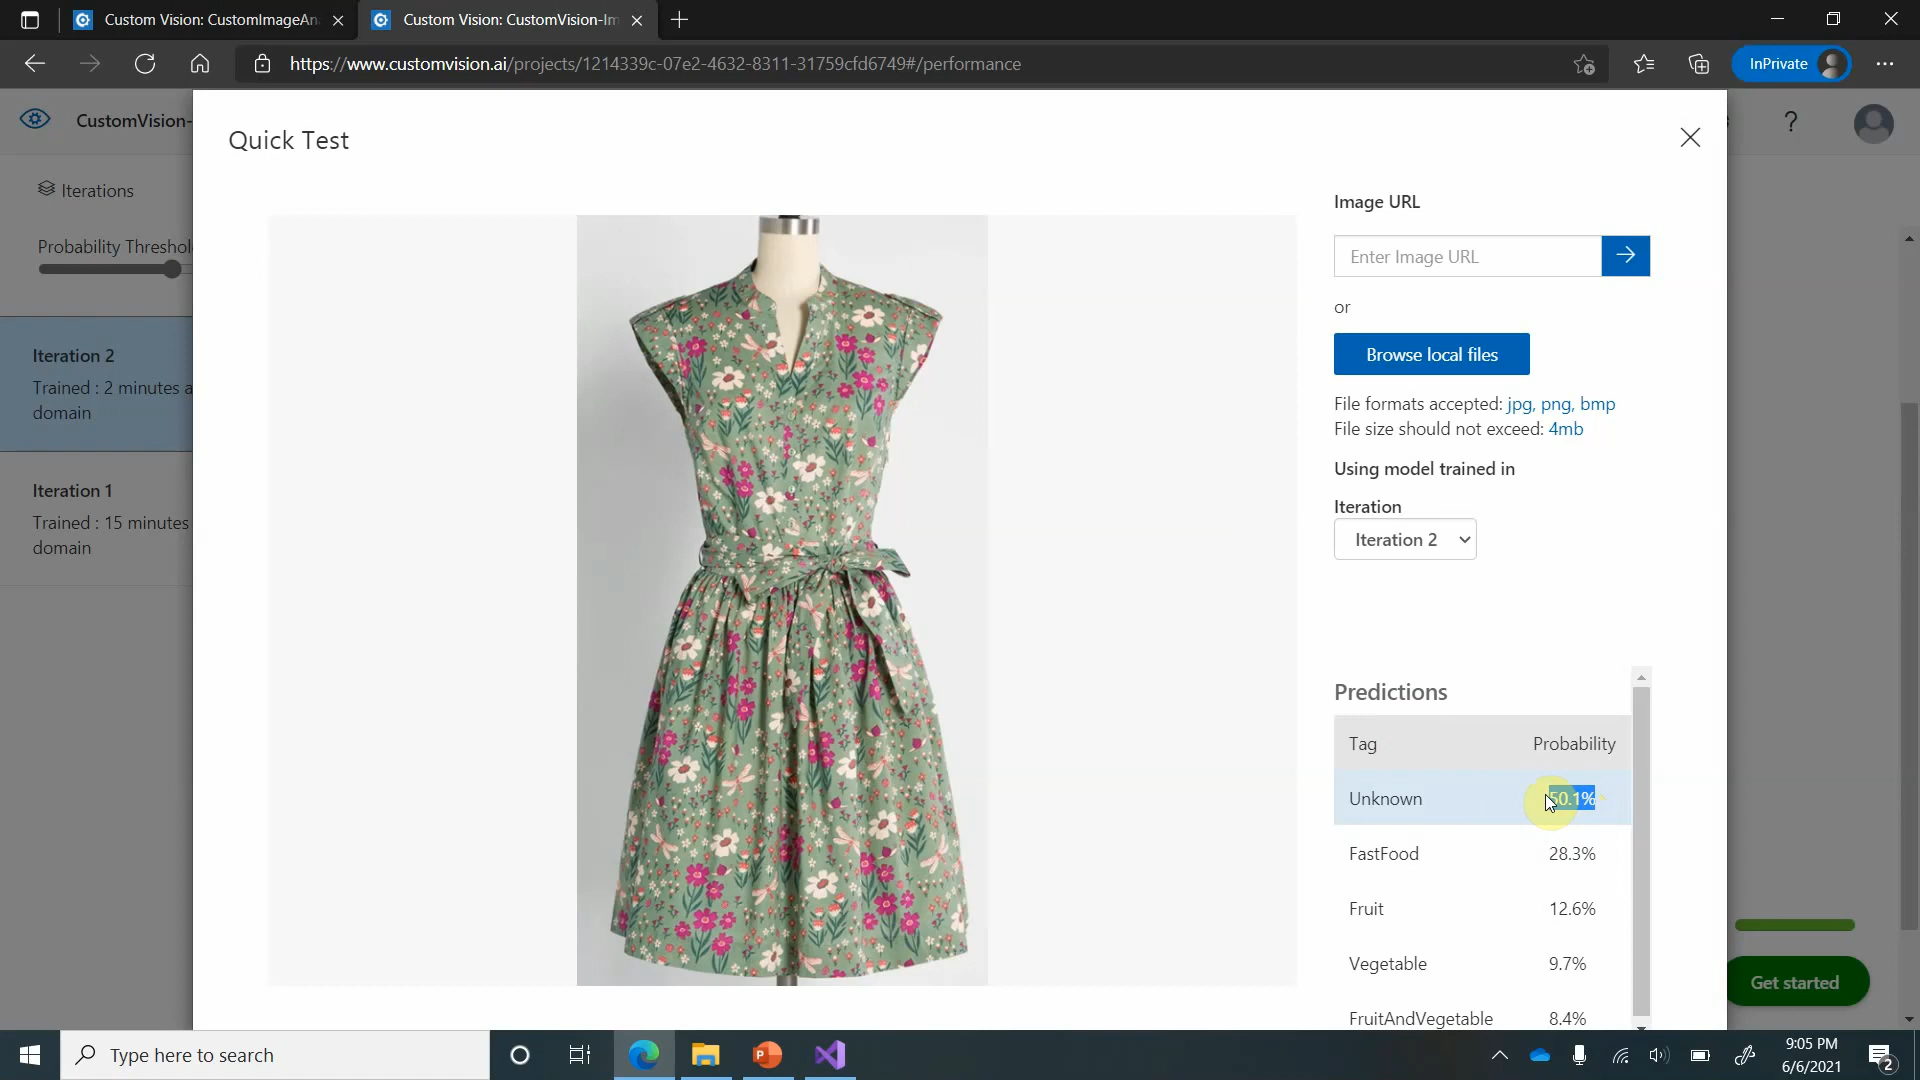 Custom Vision: CustomImageAn
Custom Vision: CustomVision-Im
https://www.customvision.ai/projects/1214339c-07e2-4632-8311-31759cfd6749#/performance
InPrivate
CustomVision-
?
Quick Test
Iterations
Probability Threshol
Iteration 2
Trained : 2 minutes a
domain
Iteration 1
Trained : 15 minutes
domain
Image URL
Enter Image URL
or
Browse local files
File formats accepted: jpg, png, bmp
File size should not exceed: 4mb
Using model trained in
Iteration
Iteration 2
Predictions
Tag Probability
Unknown 50.1%
FastFood 28.3%
Fruit 12.6%
Vegetable 9.7%
FruitAndVegetable 8.4%
Get started
Type here to search
9:05 PM
6/6/2021
2